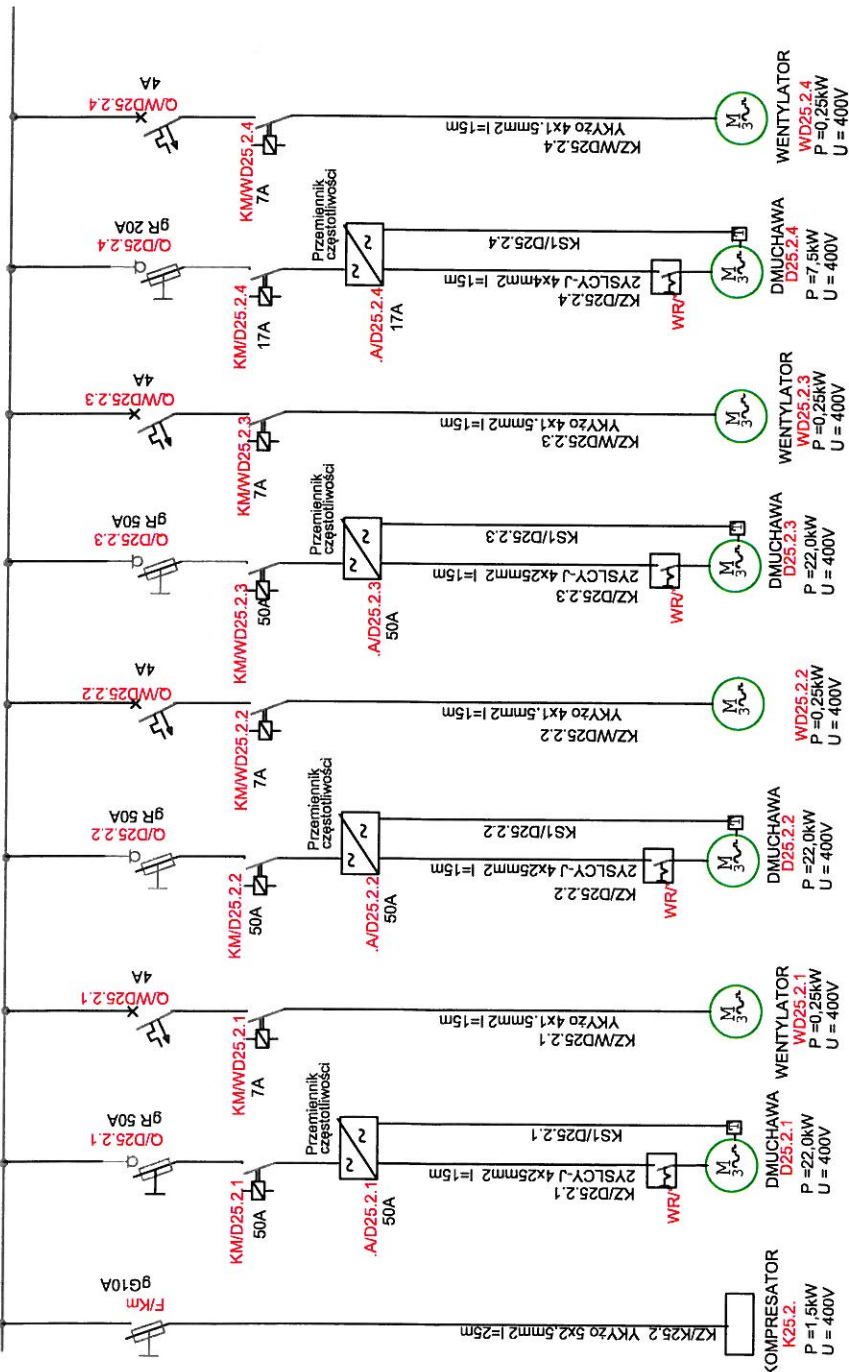 F/Km
gG10A
KZ/K25,2 YKYżo 5x2,5mm2 l=25m
KOMPRESATOR
K25.2.
P =1,5kW
U = 400V
Q/D25.2.1
gR 50A
KM/D25.2.1
50A
Przemiennik
częstotliwości
.A/D25.2.1
50A
KZ/D25.2.1
2YSLCY-J 4x25mm2 l=15m
KS1/D25.2.1
WR/
M
3
T
DMUCHAWA
D25.2.1
P =22,0kW
U = 400V
Q/WD25.2.1
4A
KM/WD25.2.1
7A
KZ/WD25.2.1
YKYżo 4x1.5mm2 l=15m
M
3
WENTYLATOR
WD25.2.1
P =0,25kW
U = 400V
Q/D25.2.2
gR 50A
KM/D25.2.2
50A
Przemiennik
częstotliwości
.A/D25.2.2
50A
KZ/D25.2.2
2YSLCY-J 4x25mm2 l=15m
KS1/D25.2.2
WR/
M
3
T
DMUCHAWA
D25.2.2
P =22,0kW
U = 400V
Q/WD25.2.2
4A
KM/WD25.2.2
7A
KZ/WD25.2.2
YKYżo 4x1.5mm2 l=15m
M
3
WD25.2.2
P =0,25kW
U = 400V
Q/D25.2.3
gR 50A
KM/WD25.2.3
50A
Przemiennik
częstotliwości
.A/D25.2.3
50A
KZ/D25.2.3
2YSLCY-J 4x25mm2 l=15m
KS1/D25.2.3
WR/
M
3
T
DMUCHAWA
D25.2.3
P =22,0kW
U = 400V
Q/WD25.2.3
4A
KM/WD25.2.3
7A
KZ/WD25.2.3
YKYżo 4x1.5mm2 l=15m
M
3
WENTYLATOR
WD25.2.3
P =0,25kW
U = 400V
Q/D25.2.4
gR 20A
KM/D25.2.4
17A
Przemiennik
częstotliwości
.A/D25.2.4
17A
KZ/D25.2.4
2YSLCY-J 4x4mm2 l=15m
KS1/D25.2.4
WR/
M
3
T
DMUCHAWA
D25.2.4
P =7,5kW
U = 400V
Q/WD25.2.4
4A
KM/WD25.2.4
7A
KZ/WD25.2.4
YKYżo 4x1.5mm2 l=15m
M
3
WENTYLATOR
WD25.2.4
P =0,25kW
U = 400V